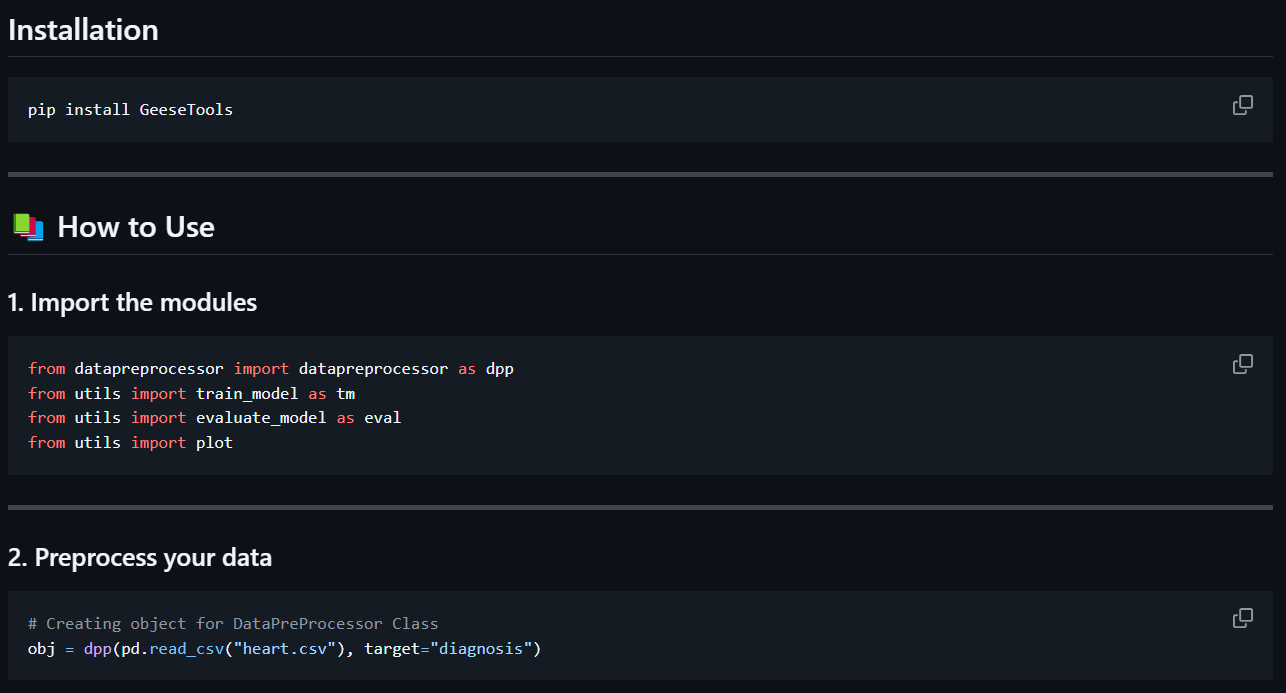 Installation
pip install GeeseTools
How to Use
1. Import the modules
from datapreprocessor import datapreprocessor as dpp
from utils import train_model as tm
from utils import evaluate_model as eval
from utils import plot
2. Preprocess your data
# Creating object for DataPreProcessor Class
obj = dpp(pd.read_csv("heart.csv"), target="diagnosis")